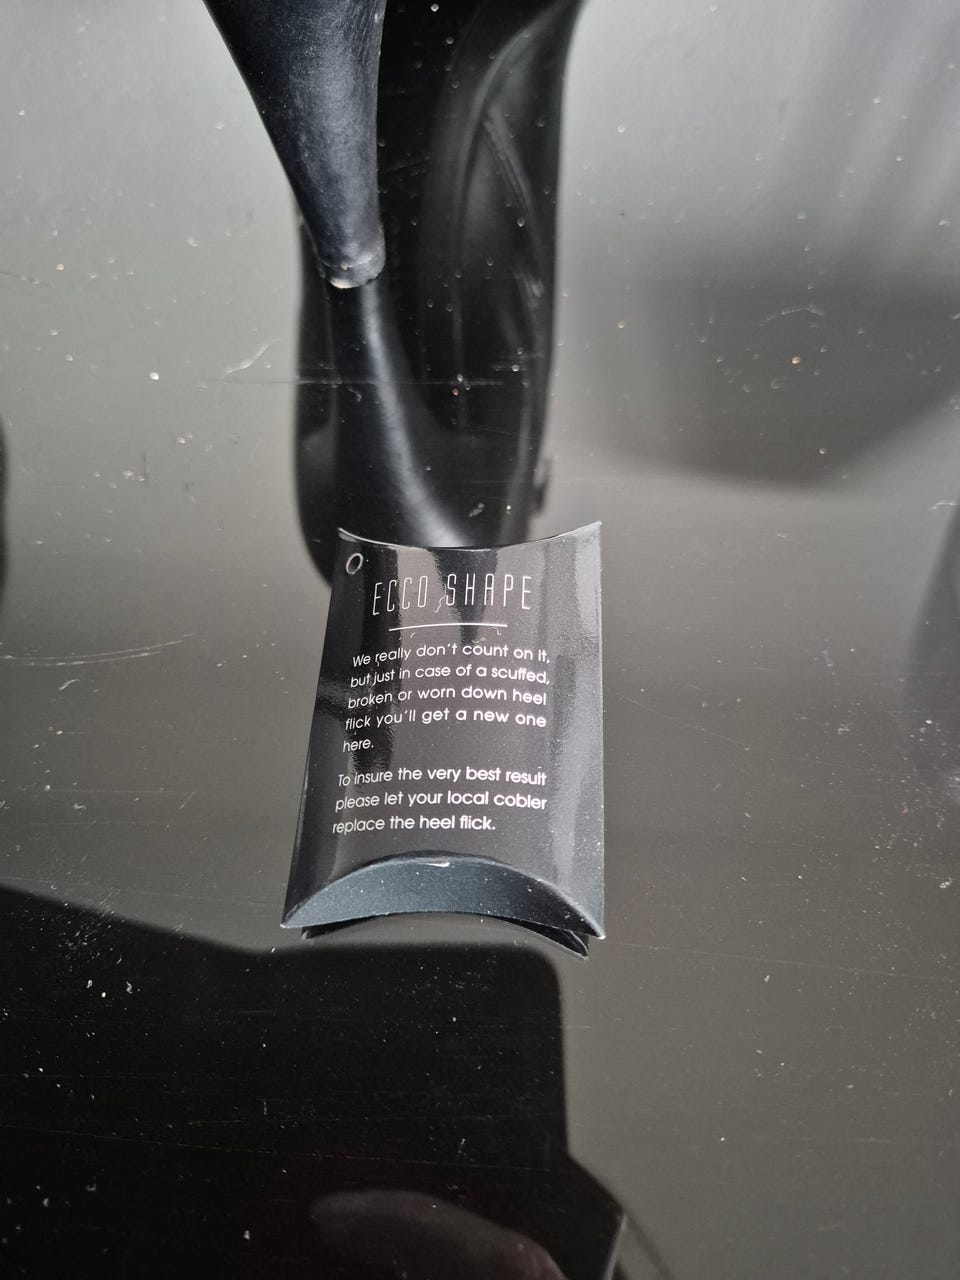 ECCO SHAPE
We really don't count on it,
but just in case of a scuffed,
broken or worn down heel
flick you'll get a new one
here.
To insure the very best result
please let your local cobler
replace the heel flick.